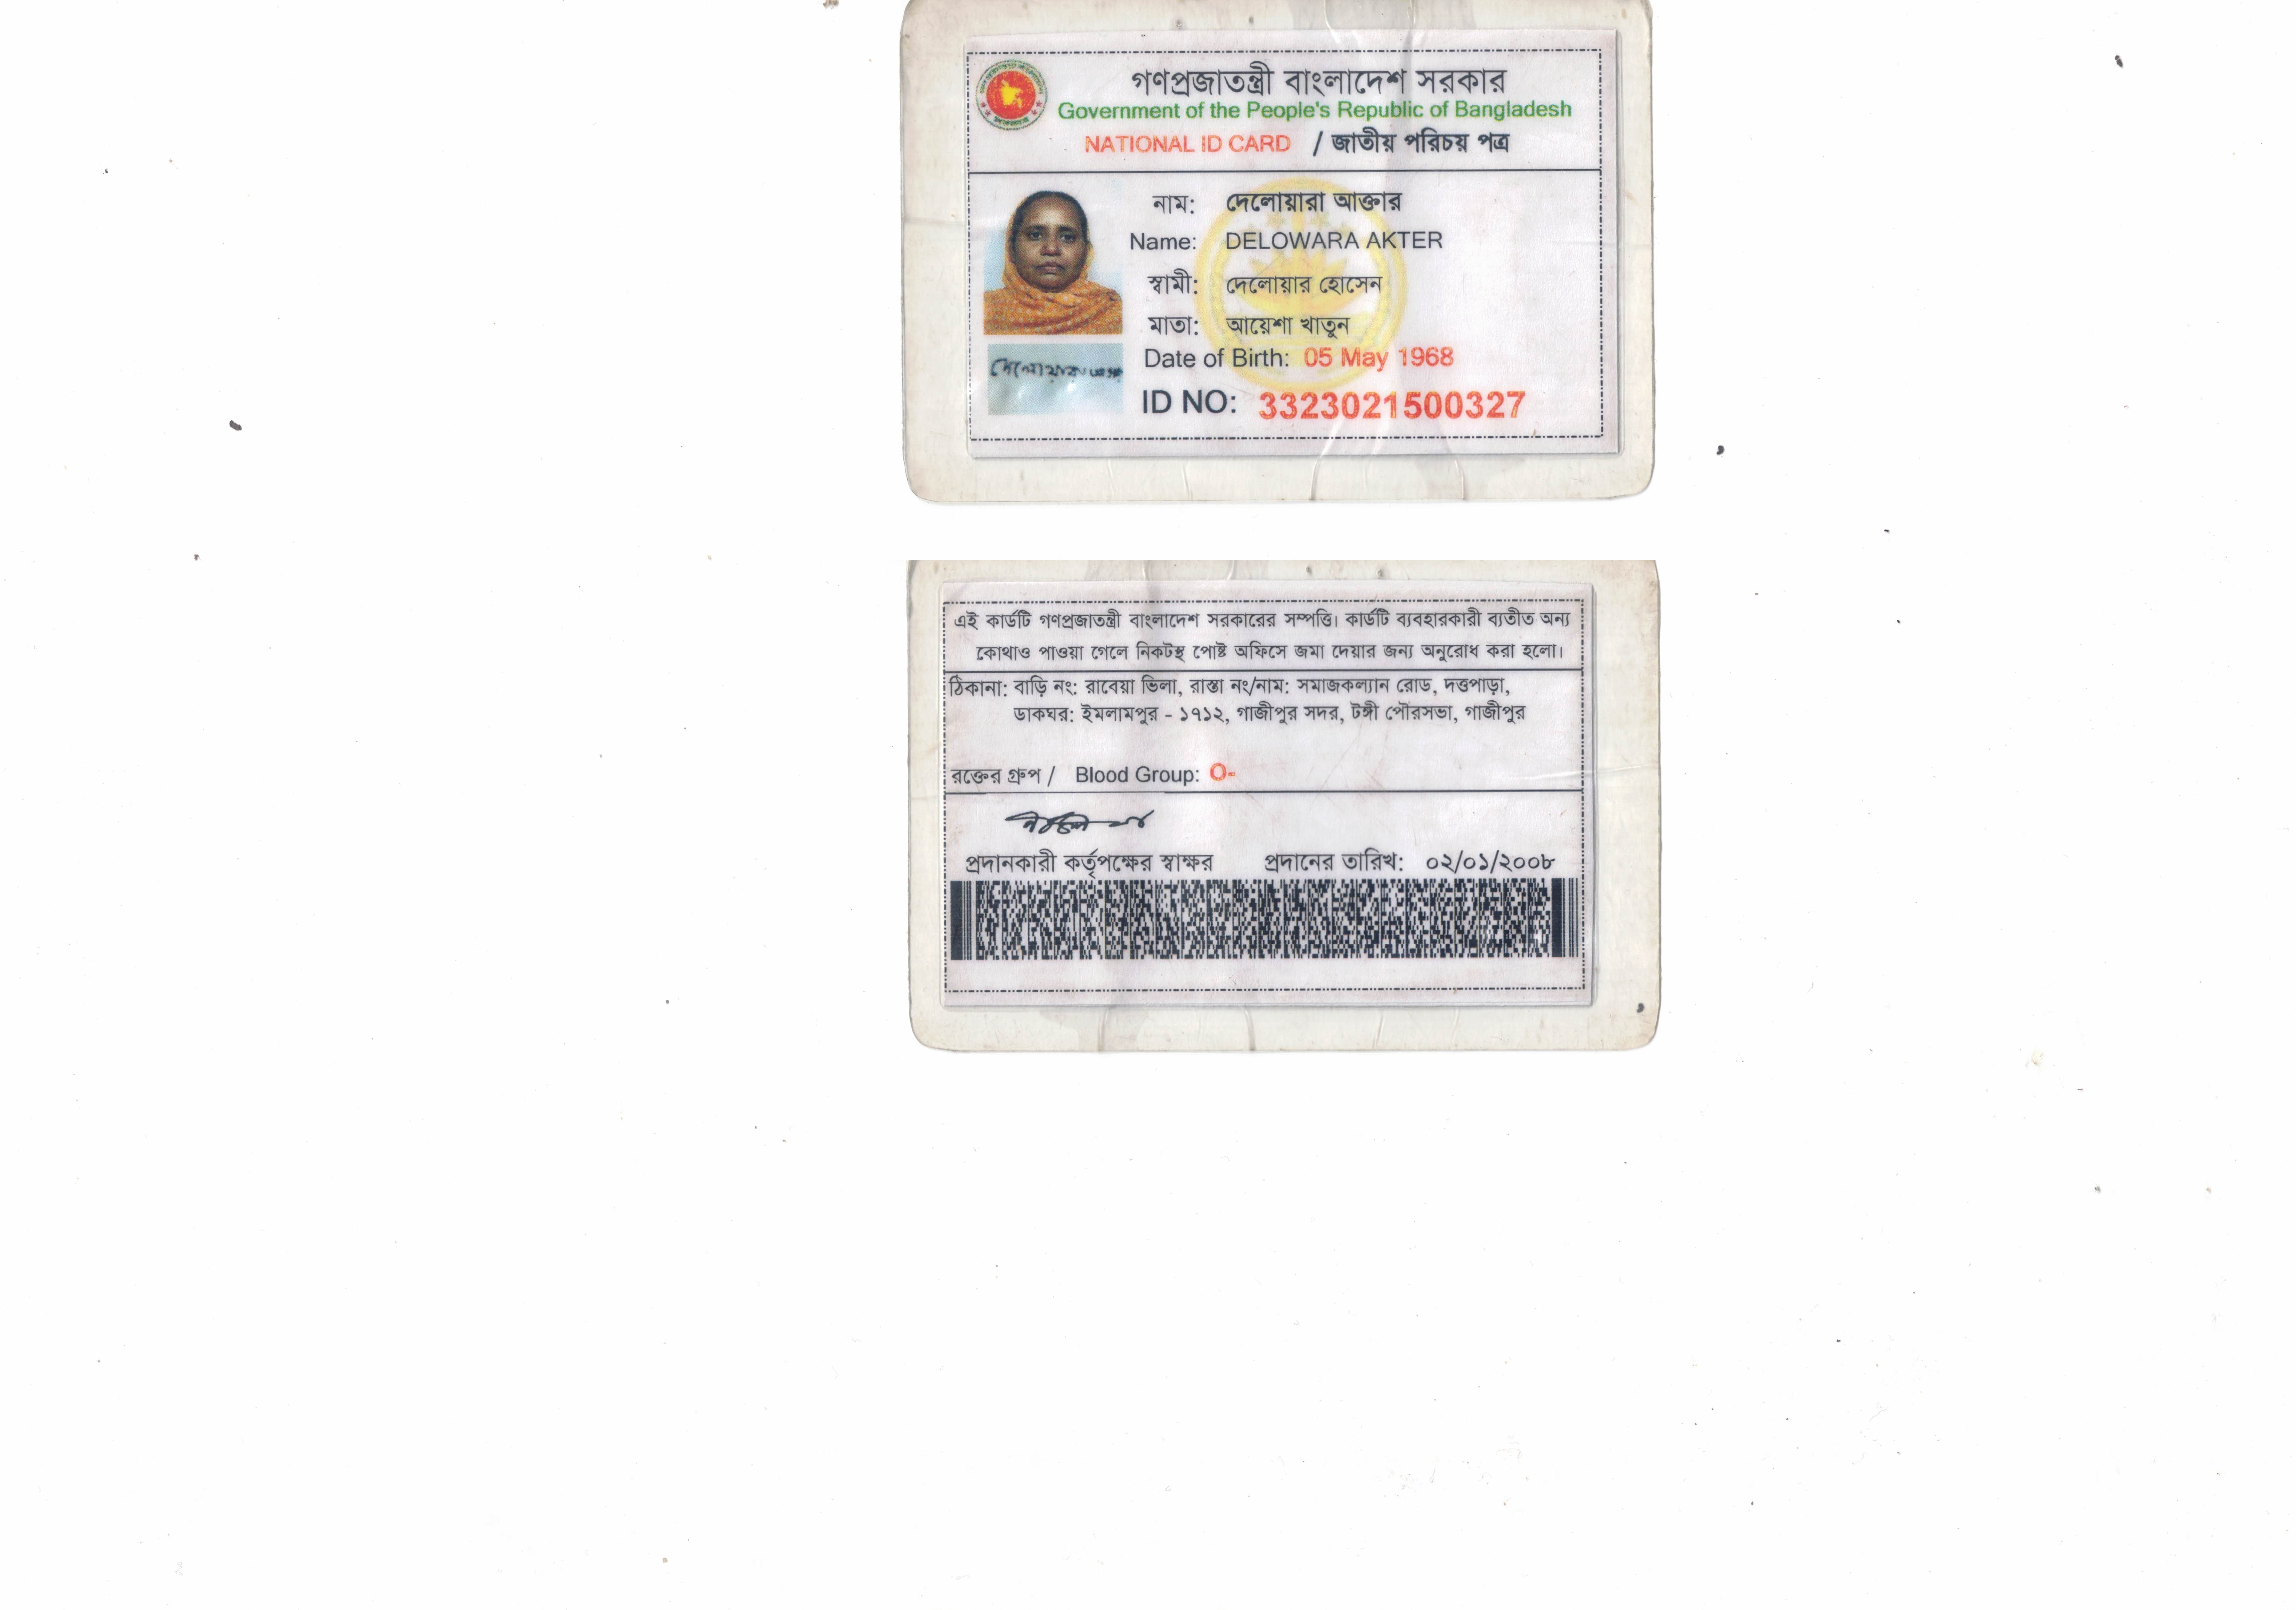 গণপ্রজাতন্ত্রী বাংলাদেশ সরকার
Government of the People's Republic of Bangladesh
NATIONAL ID CARD / জাতীয় পরিচয় পত্র
নাম: দেলোয়ারা আক্তার
Name: DELOWARA AKTER
স্বামী: দেলোয়ার হোসেন
মাতা: আয়েশা খাতুন
Date of Birth: 05 May 1968
ID NO: 3323021500327
এই কার্ডটি গণপ্রজাতন্ত্রী বাংলাদেশ সরকারের সম্পত্তি। কার্ডটি ব্যবহারকারী ব্যতীত অন্য
কোথাও পাওয়া গেলে নিকটস্থ পোষ্ট অফিসে জমা দেয়ার জন্য অনুরোধ করা হলো।
ঠিকানা: বাড়ি নং: রাবেয়া ভিলা, রাস্তা নং/নাম: সমাজকল্যান রোড, দত্তপাড়া,
ডাকঘর: ইমলামপুর - ১৭১২, গাজীপুর সদর, টঙ্গী পৌরসভা, গাজীপুর
রক্তের গ্রুপ / Blood Group: O-
প্রদানকারী কর্তৃপক্ষের স্বাক্ষর প্রদানের তারিখ: ০২/০১/২০০৮